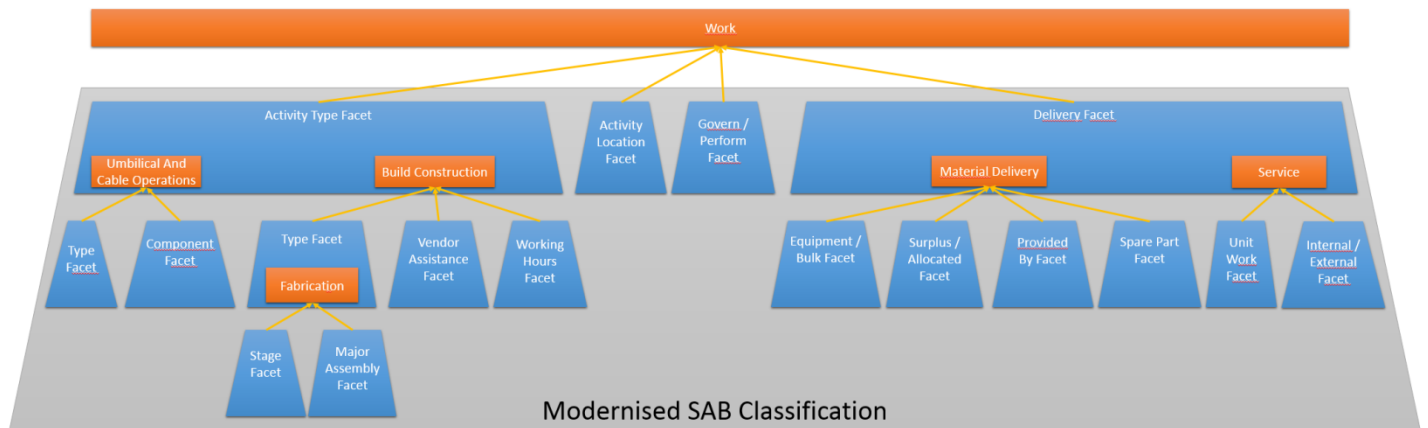 Work
Activity Type Facet
Activity
Location
Facet
Govern /
Perform
Facet
Delivery Facet
Umbilical And
Cable Operations
Build Construction
Material Delivery
Service
Type
Facet
Component
Facet
Type Facet
Vendor
Assistance
Facet
Working
Hours
Facet
Equipment /
Bulk Facet
Surplus /
Allocated
Facet
Provided
By Facet
Spare Part
Facet
Unit
Work
Facet
Internal /
External
Facet
Fabrication
Stage
Facet
Major
Assembly
Facet
Modernised SAB Classification